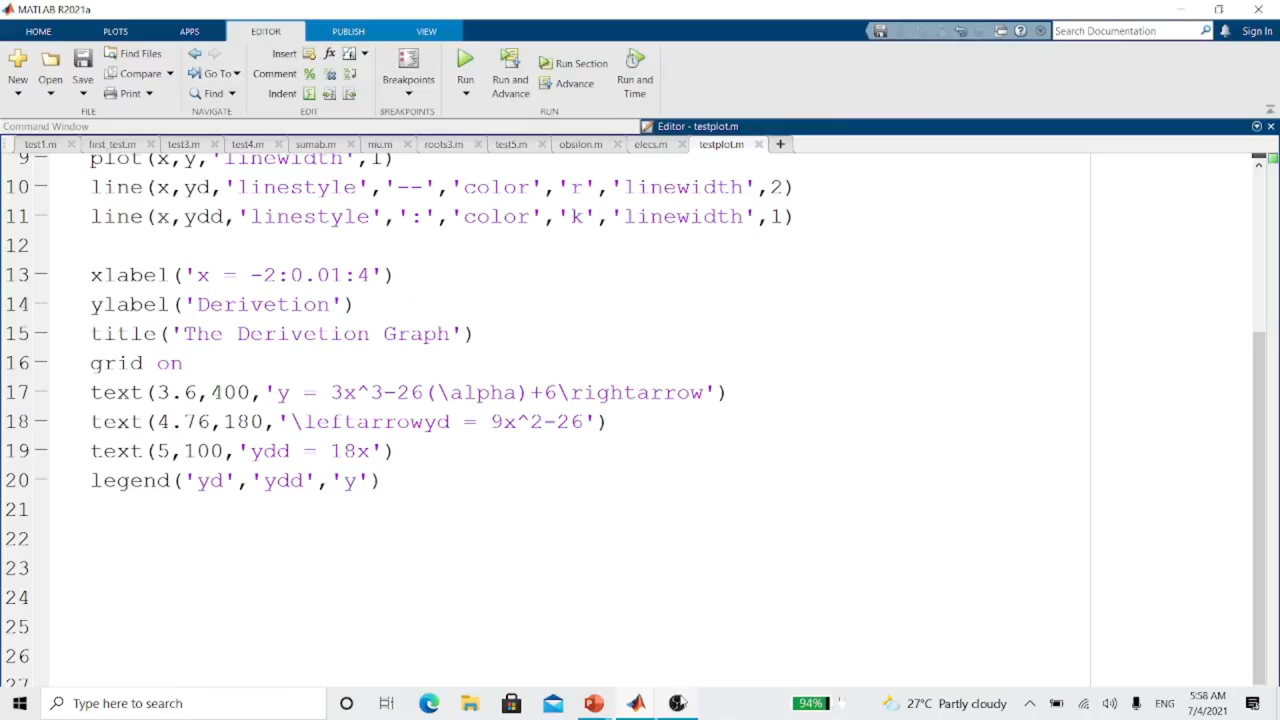 MATLAB R2021a
HOME PLOTS APPS EDITOR PUBLISH VIEW Search Documentation Sign In
New Open Save Find Files Compare Print Go To Find Insert Comment Indent fx Breakpoints Run Run and Advance Run Section Advance Run and Time
FILE NAVIGATE EDIT BREAKPOINTS RUN
Command Window Editor - testplot.m
test1.m first_test.m test3.m test4.m sumab.m mu.m roots3.m test5.m obsilon.m elecs.m testplot.m
9 plot(x,y,'linewidth',1)
10 line(x,yd,'linestyle','--','color','r','linewidth',2)
11 line(x,ydd,'linestyle',':','color','k','linewidth',1)
12
13 xlabel('x = -2:0.01:4')
14 ylabel('Derivetion')
15 title('The Derivetion Graph')
16 grid on
17 text(3.6,400,'y = 3x^3-26(\alpha)+6\rightarrow')
18 text(4.76,180,'\leftarrowyd = 9x^2-26')
19 text(5,100,'ydd = 18x')
20 legend('yd','ydd','y')
21
22
23
24
25
26
27
Type here to search 94% 27°C Partly cloudy ENG 5:58 AM
7/4/2021